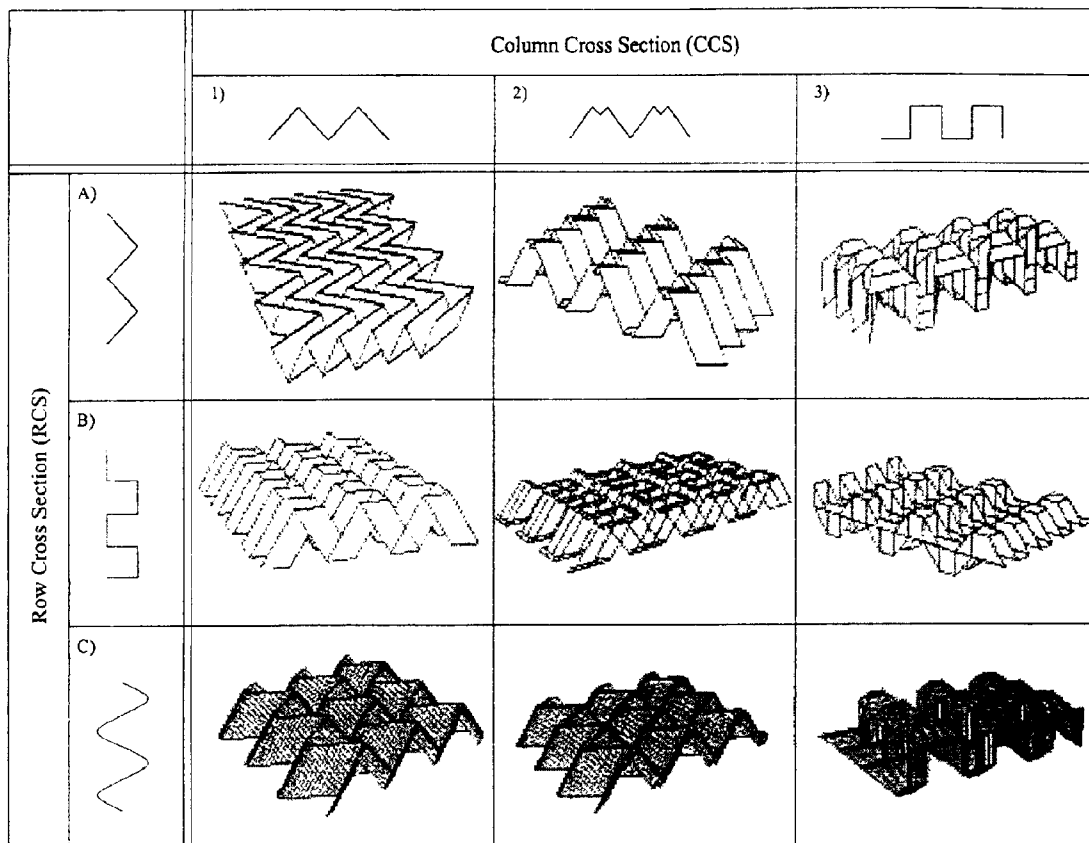 Column Cross Section (CCS)
1)
2)
3)
Row Cross Section (RCS)
A)
B)
C)